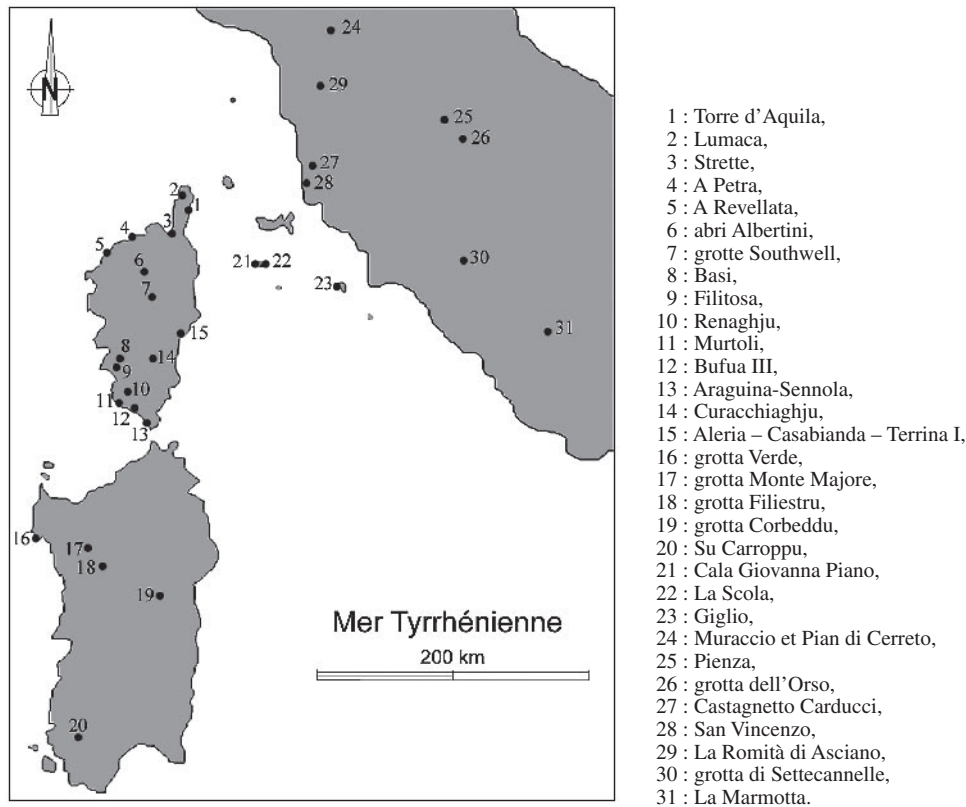 N
24
29
25
26
27
28
2
1
3
4
5
6
21
22
7
23
30
15
31
8
14
9
10
11
12
13
16
17
18
19
20
Mer Tyrrhénienne
200 km
1 : Torre d'Aquila,
2 : Lumaca,
3 : Strette,
4 : A Petra,
5 : A Revellata,
6 : abri Albertini,
7 : grotte Southwell,
8 : Basi,
9 : Filitosa,
10 : Renaghju,
11 : Murtoli,
12 : Bufua III,
13 : Araguina-Sennola,
14 : Curacchiaghju,
15 : Aleria – Casabianda – Terrina I,
16 : grotta Verde,
17 : grotta Monte Majore,
18 : grotta Filiestru,
19 : grotta Corbeddu,
20 : Su Carroppu,
21 : Cala Giovanna Piano,
22 : La Scola,
23 : Giglio,
24 : Muraccio et Pian di Cerreto,
25 : Pienza,
26 : grotta dell'Orso,
27 : Castagnetto Carducci,
28 : San Vincenzo,
29 : La Romità di Asciano,
30 : grotta di Settecannelle,
31 : La Marmotta.